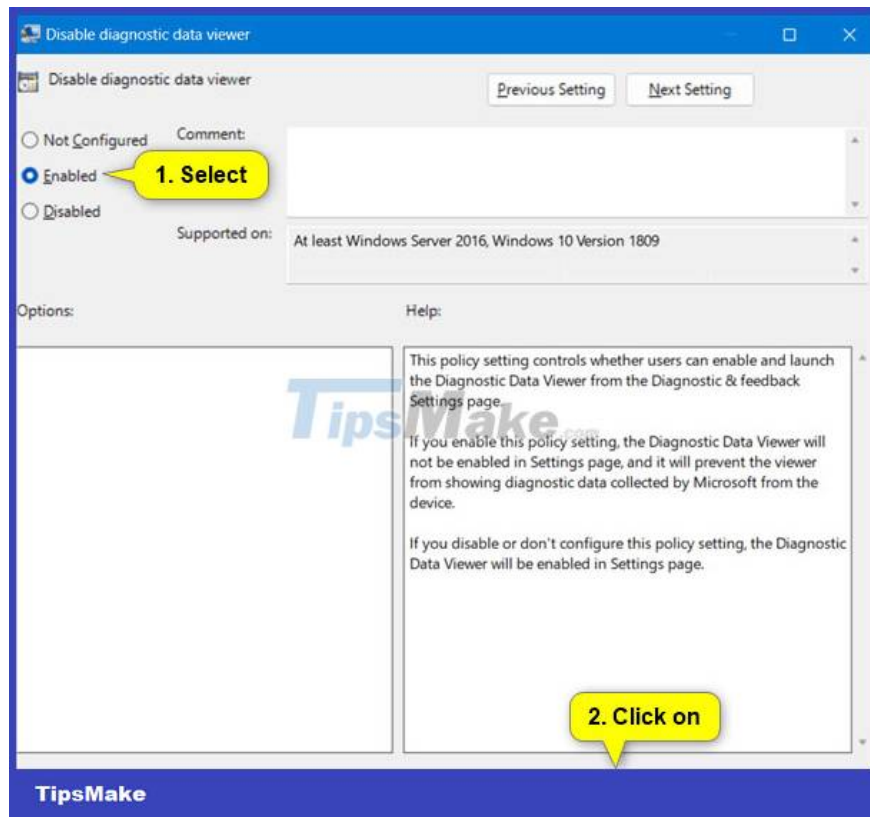 Disable diagnostic data viewer
Disable diagnostic data viewer
Previous Setting
Next Setting
Not Configured
Comment:
Enabled
1. Select
Disabled
Supported on:
At least Windows Server 2016, Windows 10 Version 1809
Options:
Help:
This policy setting controls whether users can enable and launch
the Diagnostic Data Viewer from the Diagnostic & feedback
Settings page.
If you enable this policy setting, the Diagnostic Data Viewer will
not be enabled in Settings page, and it will prevent the viewer
from showing diagnostic data collected by Microsoft from the
device.
If you disable or don't configure this policy setting, the Diagnostic
Data Viewer will be enabled in Settings page.
TipsMake.com
2. Click on
TipsMake